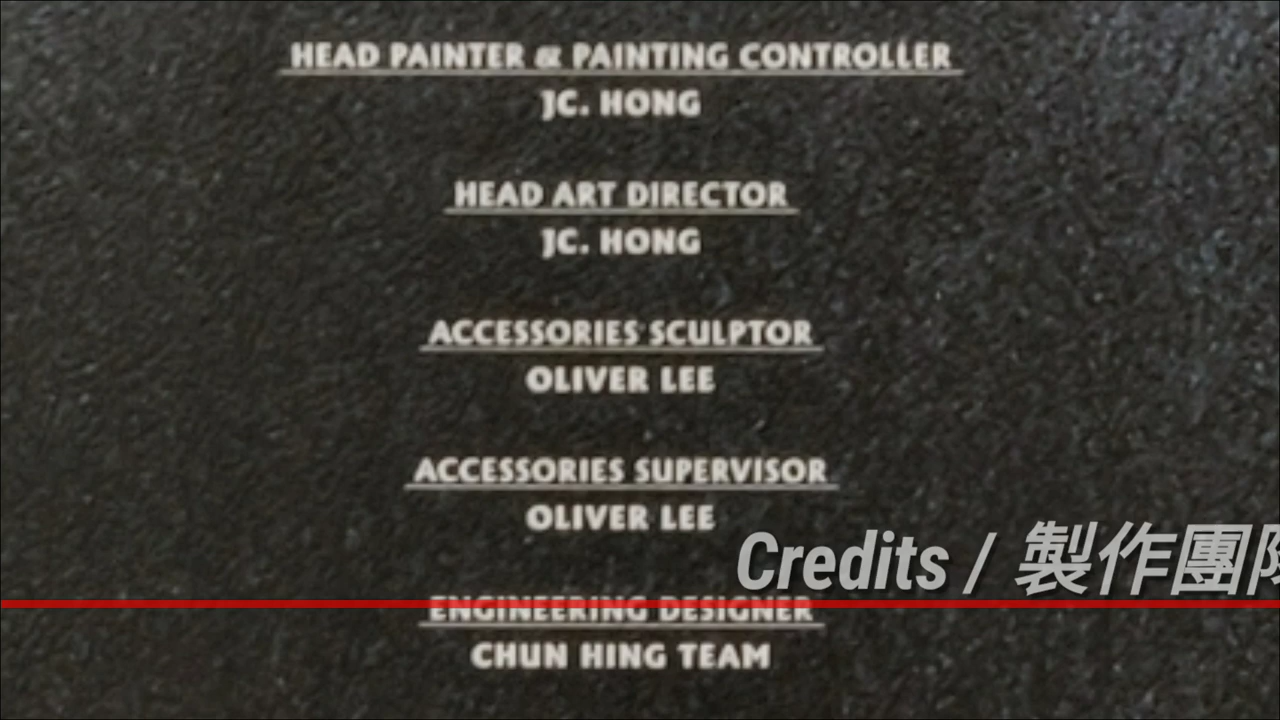 HEAD PAINTER & PAINTING CONTROLLER
JC. HONG
HEAD ART DIRECTOR
JC. HONG
ACCESSORIES SCULPTOR
OLIVER LEE
ACCESSORIES SUPERVISOR
OLIVER LEE
Credits / 製作團隊
ENGINEERING DESIGNER
CHUN HING TEAM